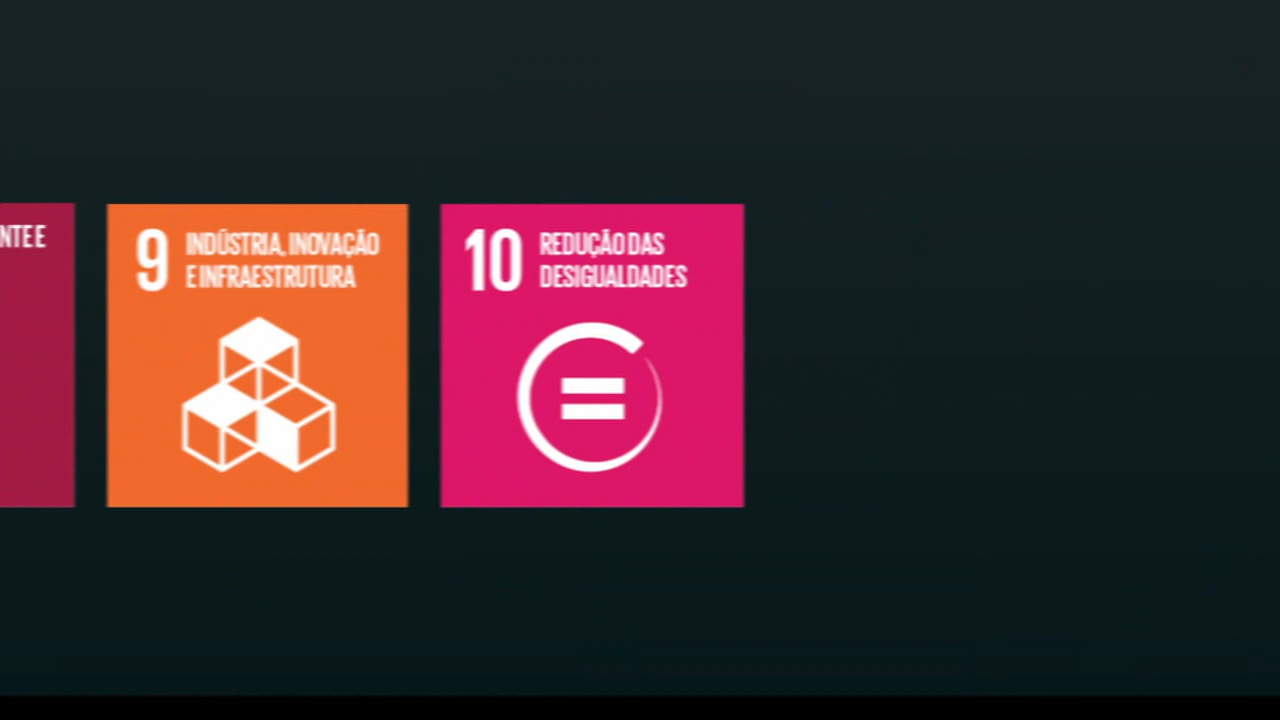 NTE E
9
INDÚSTRIA, INOVAÇÃO
E INFRAESTRUTURA
10
REDUÇÃO DAS
DESIGUALDADES